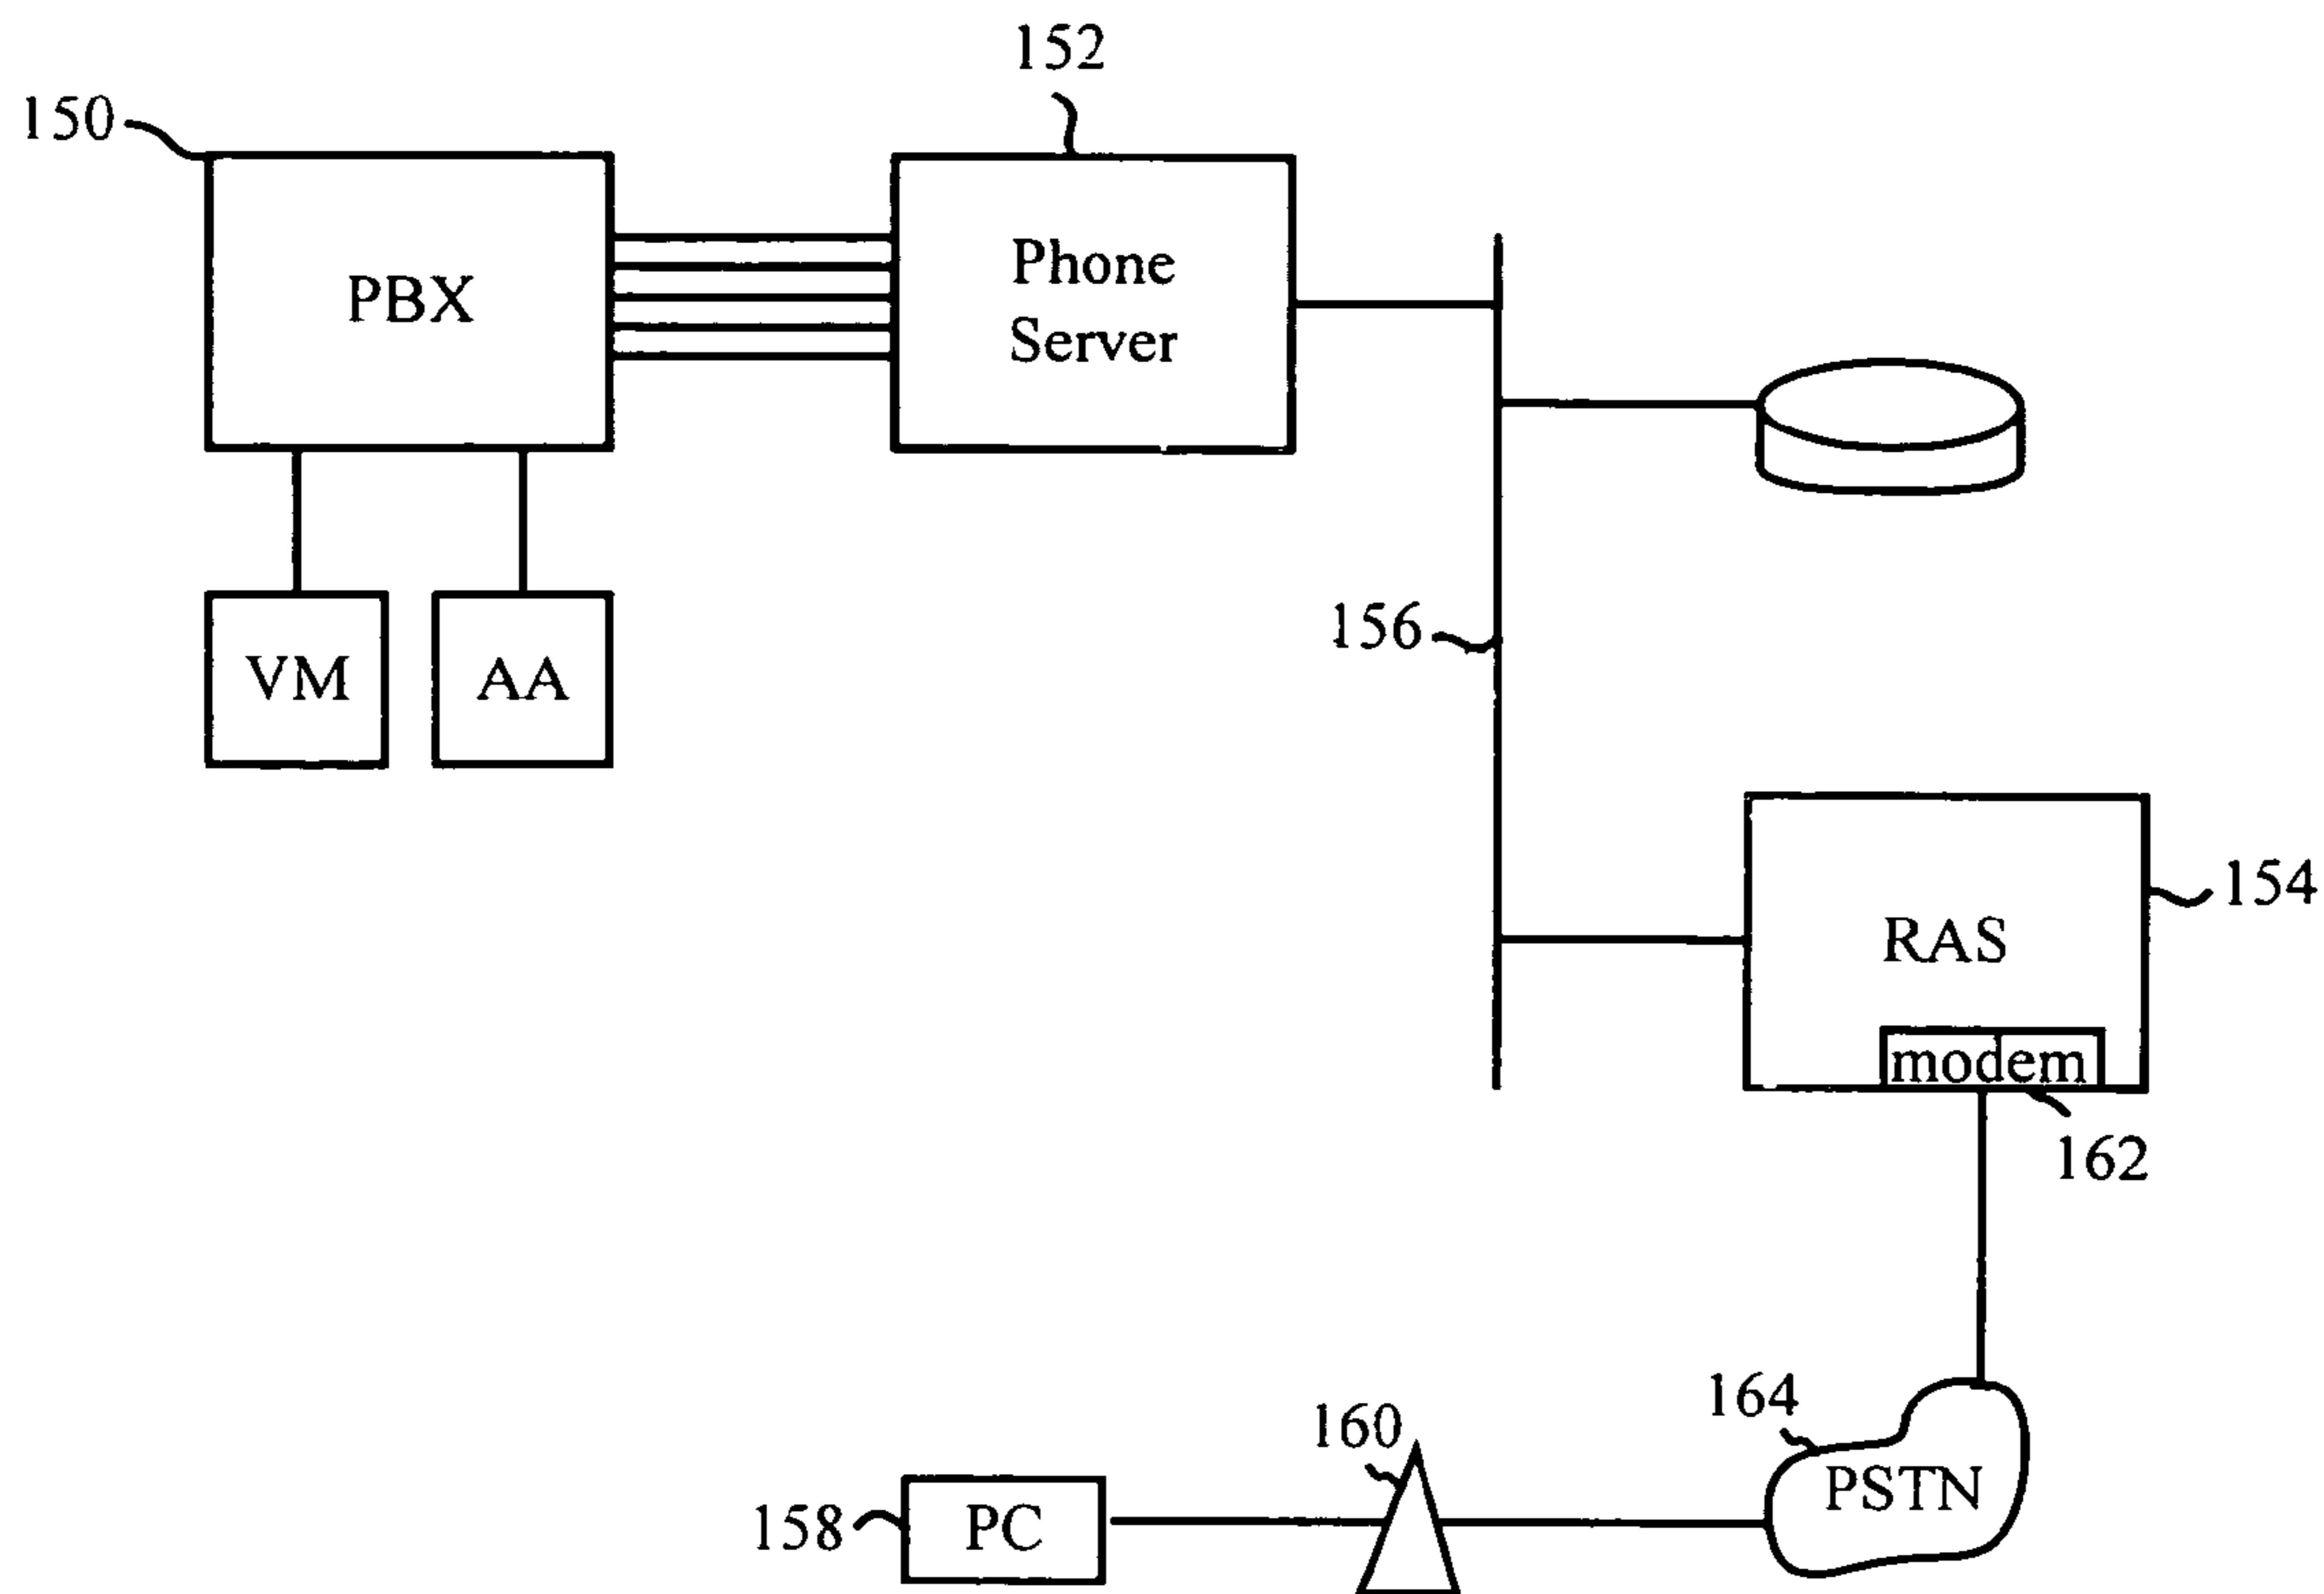 152
150
PBX
Phone
Server
156
VM
AA
154
RAS
modem
162
164
160
PSTN
158
PC